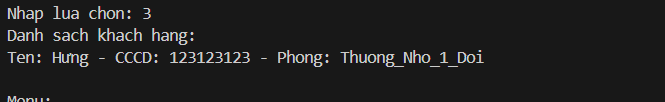 Nhap lua chon: 3
Danh sach khach hang:
Ten: Hưng - CCCD: 123123123 - Phong: Thuong_Nho_1_Doi
Menu: